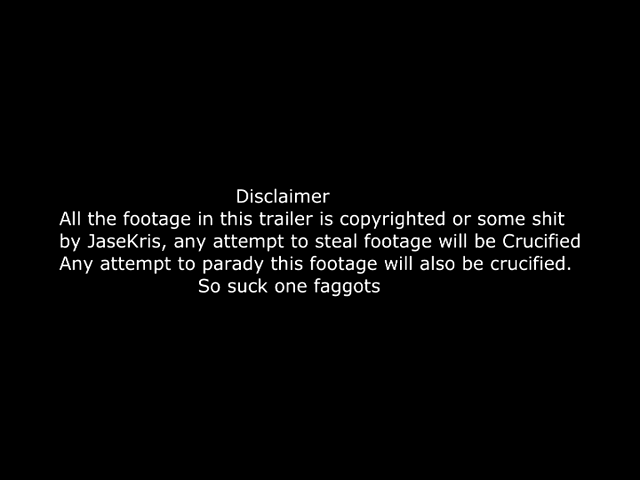 Disclaimer
All the footage in this trailer is copyrighted or some shit
by JaseKris, any attempt to steal footage will be Crucified
Any attempt to parady this footage will also be crucified.
So suck one faggots